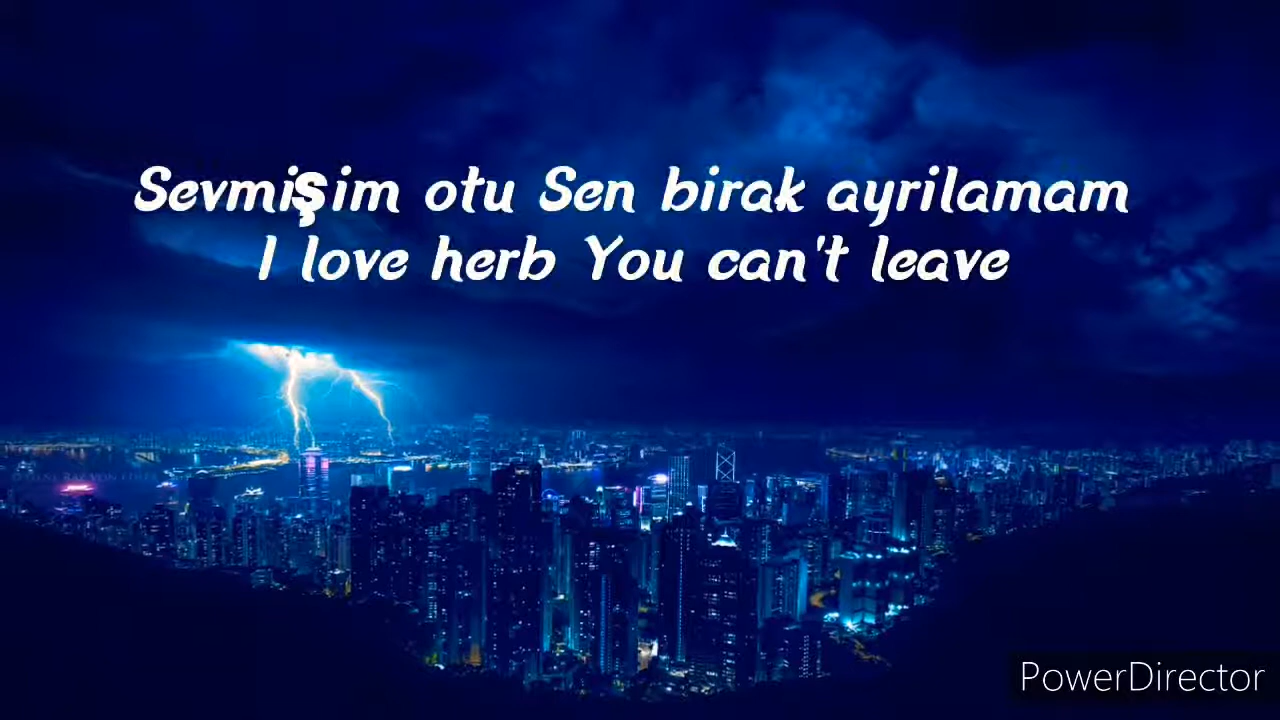 Sevmişim otu Sen birak ayrilamam
I love herb You can't leave
PowerDirector